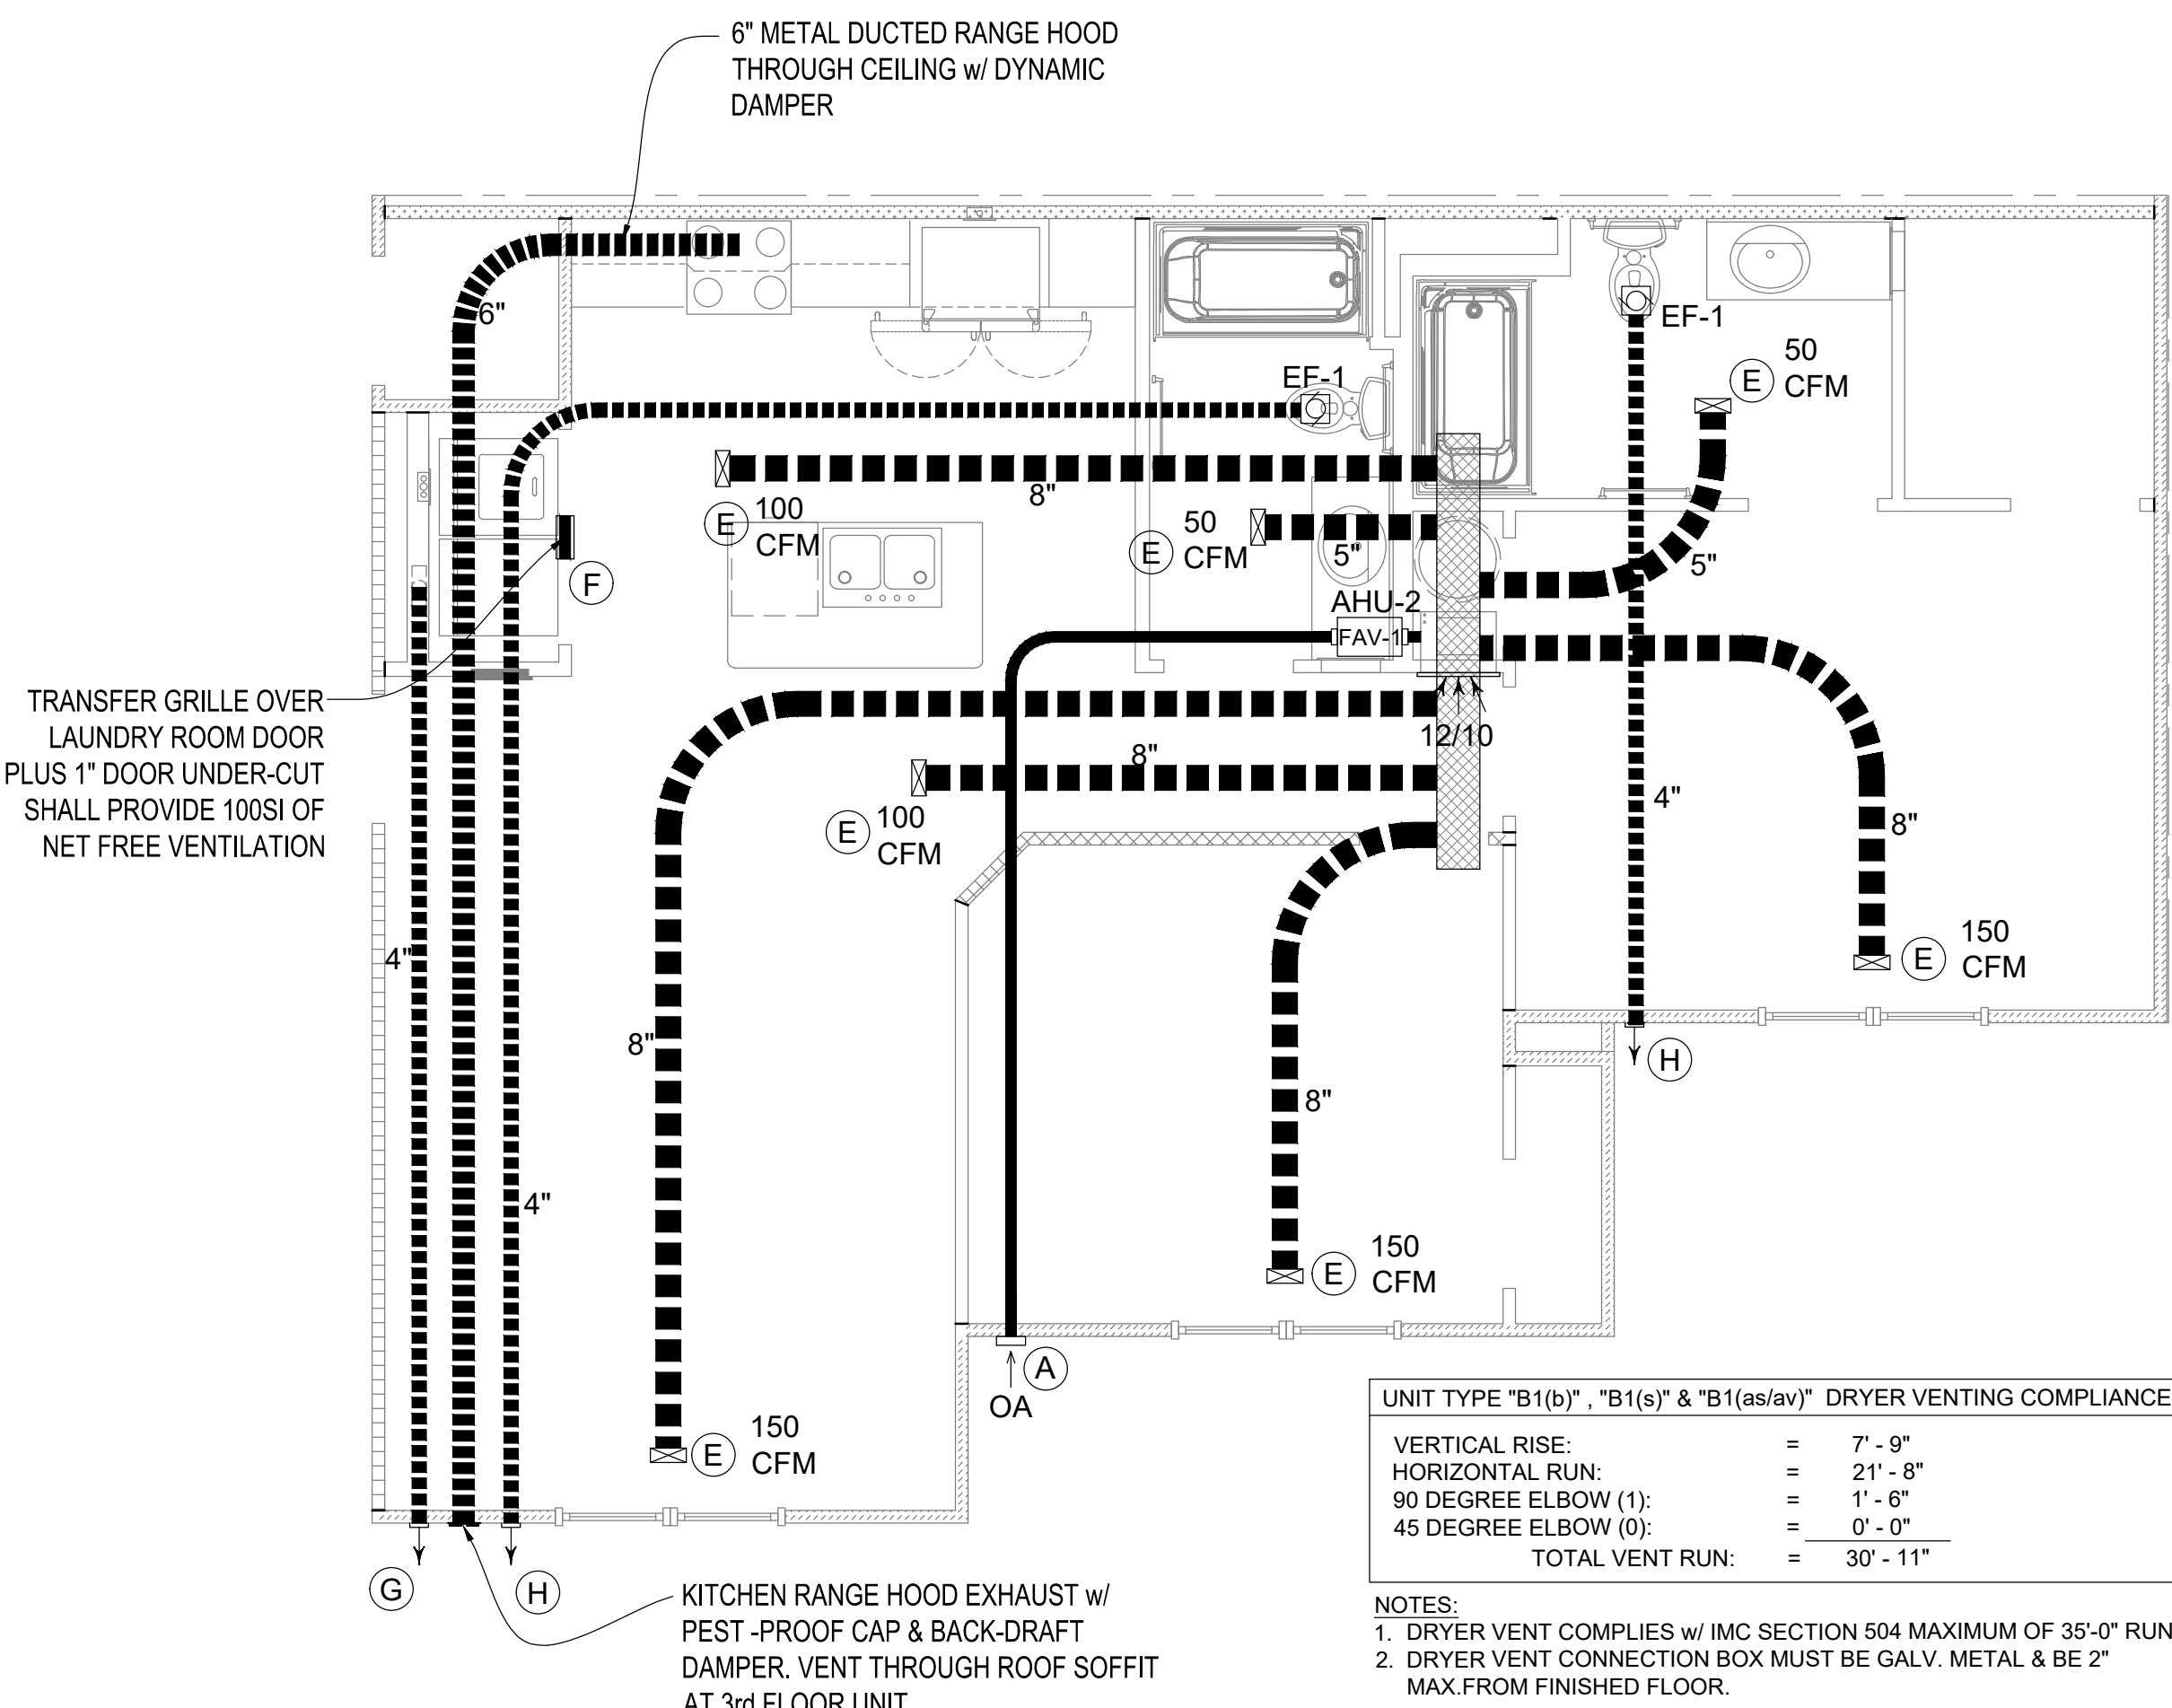 6" METAL DUCTED RANGE HOOD
THROUGH CEILING w/ DYNAMIC
DAMPER
6"
EF-1
EF-1
50
CFM
E
8"
E
100
CFM
E
50
CFM
5"
5"
F
AHU-2
FAV-1
TRANSFER GRILLE OVER
LAUNDRY ROOM DOOR
PLUS 1" DOOR UNDER-CUT
SHALL PROVIDE 100SI OF
NET FREE VENTILATION
12/10
8"
E
100
CFM
4"
8"
4"
8"
E
150
CFM
H
8"
4"
E
150
CFM
A
OA
E
150
CFM
G
H
KITCHEN RANGE HOOD EXHAUST w/
PEST -PROOF CAP & BACK-DRAFT
DAMPER. VENT THROUGH ROOF SOFFIT
AT 3rd FLOOR UNIT
UNIT TYPE "B1(b)" , "B1(s)" & "B1(as/av)" DRYER VENTING COMPLIANCE
VERTICAL RISE: = 7' - 9"
HORIZONTAL RUN: = 21' - 8"
90 DEGREE ELBOW (1): = 1' - 6"
45 DEGREE ELBOW (0): = 0' - 0"
TOTAL VENT RUN: = 30' - 11"
NOTES:
1. DRYER VENT COMPLIES w/ IMC SECTION 504 MAXIMUM OF 35'-0" RUN
2. DRYER VENT CONNECTION BOX MUST BE GALV. METAL & BE 2"
MAX.FROM FINISHED FLOOR.